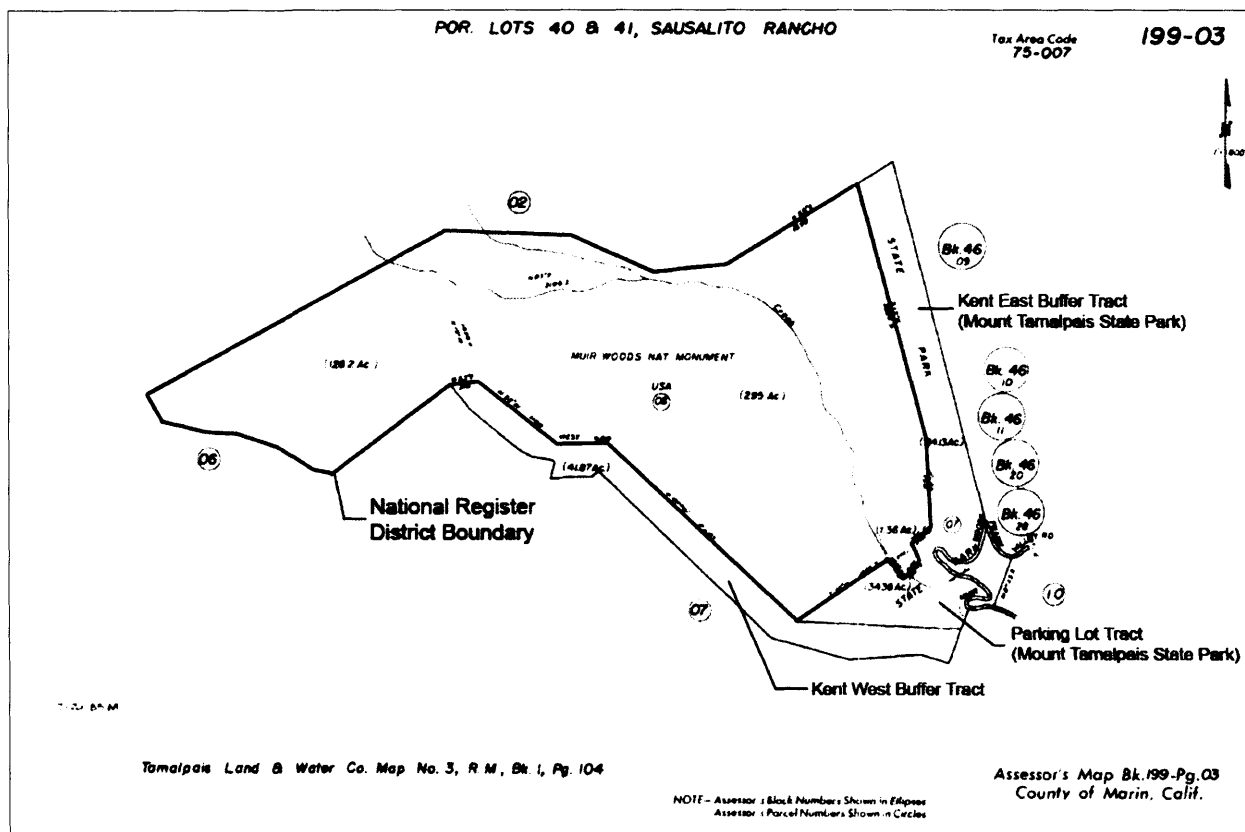 POR. LOTS 40 & 41, SAUSALITO RANCHO
Tax Area Code
75-007
199-03
N
02
Bk. 46
09
STATE
PARK
Kent East Buffer Tract
(Mount Tamalpais State Park)
Creek
(128.2 Ac.)
MUIR WOODS NAT. MONUMENT
USA
08
(295 Ac.)
Bk. 46
10
Bk. 46
11
Bk. 46
20
Bk. 46
28
06
WEST
(41.87Ac.)
National Register
District Boundary
07
07
STATE
10
Parking Lot Tract
(Mount Tamalpais State Park)
Kent West Buffer Tract
Tamalpais Land & Water Co. Map No. 3, R.M., Bk. 1, Pg. 104
NOTE - Assessor's Block Numbers Shown in Ellipses
Assessor's Parcel Numbers Shown in Circles
Assessor's Map Bk.199-Pg.03
County of Marin, Calif.